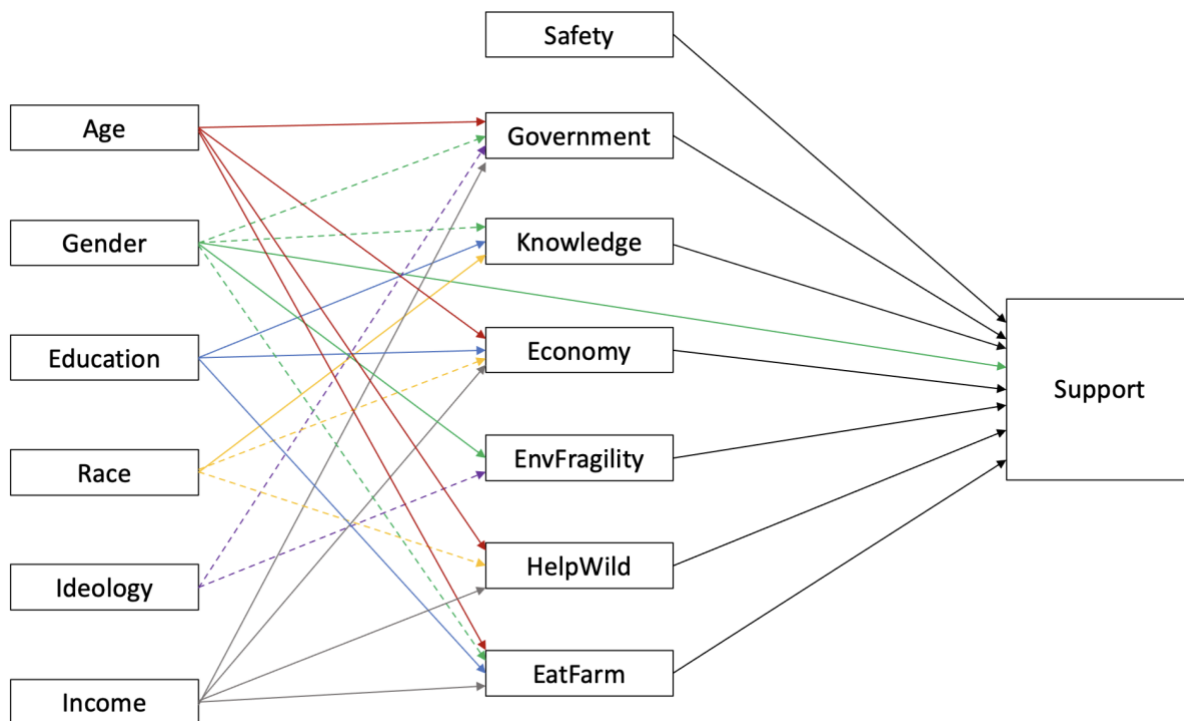 Safety
Age
Government
Gender
Knowledge
Education
Economy
Support
Race
EnvFragility
Ideology
HelpWild
Income
EatFarm